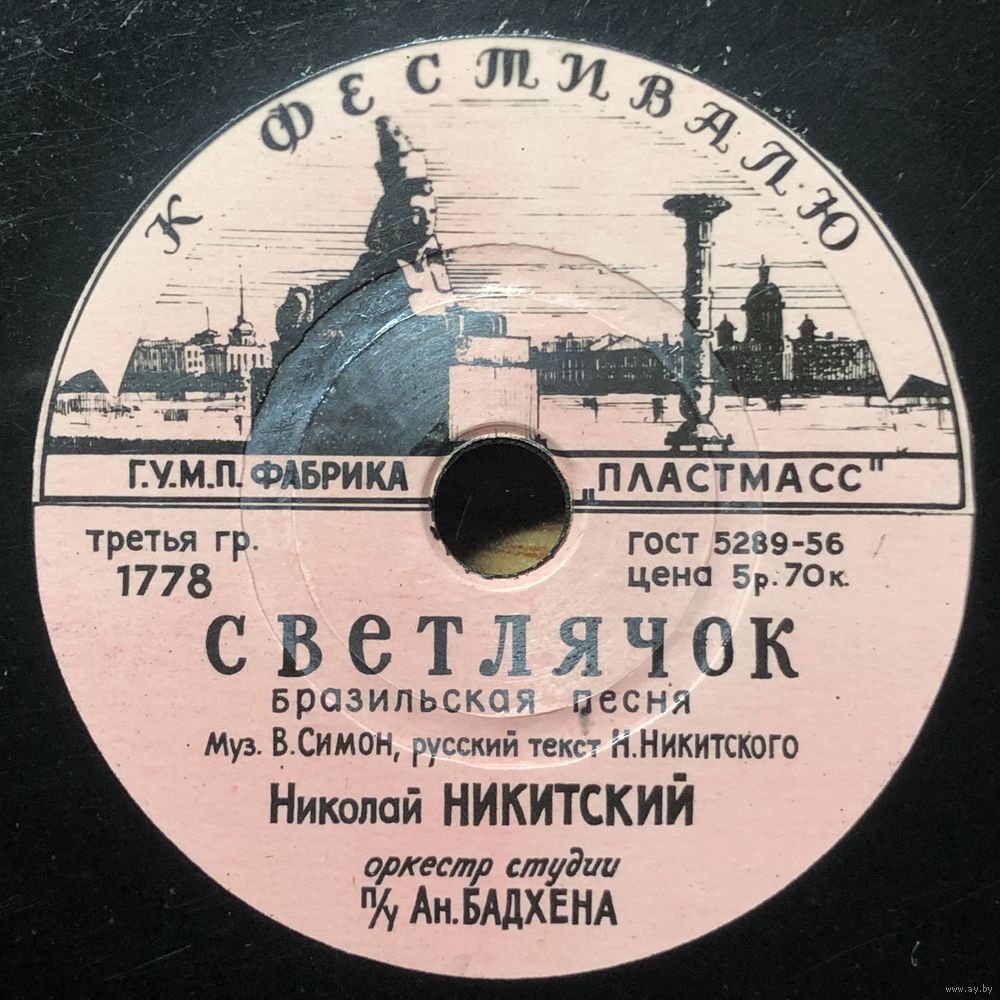 К ФЕСТИВАЛЮ
Г.У.М.П. ФАБРИКА „ПЛАСТМАСС"
третья гр.
1778
ГОСТ 5289-56
цена 5р.70к.
СВЕТЛЯЧОК
бразильская песня
Муз. В.Симон, русский текст Н.Никитского
Николай НИКИТСКИЙ
оркестр студии
п/у Ан.БАДХЕНА
www.ay.by